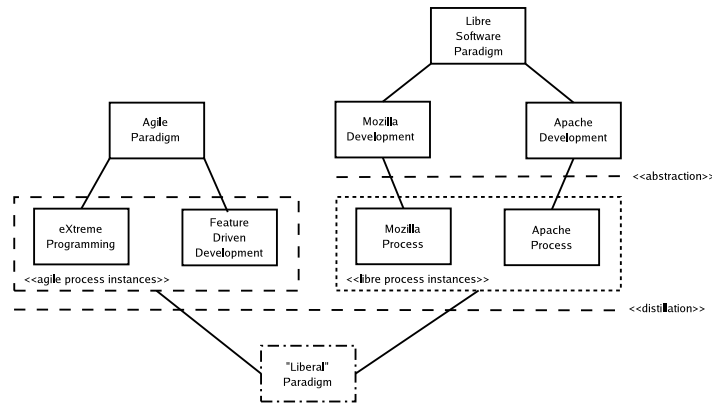 Libre
Software
Paradigm
Agile
Paradigm
Mozilla
Development
Apache
Development
<<abstraction>>
eXtreme
Programming
Feature
Driven
Development
<<agile process instances>>
Mozilla
Process
Apache
Process
<<libre process instances>>
<<distillation>>
"Liberal"
Paradigm